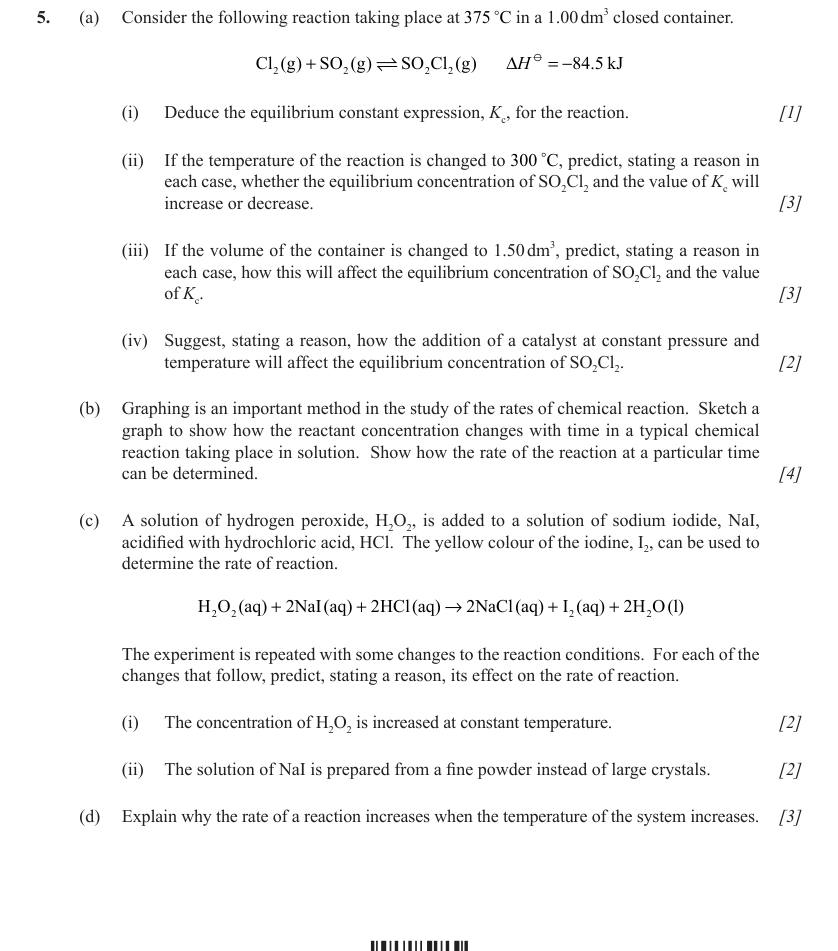 5. (a) Consider the following reaction taking place at 375 °C in a 1.00 dm³ closed container.
Cl₂(g) + SO₂(g) ⇌ SO₂Cl₂(g) ΔH⊖ = −84.5 kJ
(i) Deduce the equilibrium constant expression, K꜀, for the reaction. [1]
(ii) If the temperature of the reaction is changed to 300 °C, predict, stating a reason in
each case, whether the equilibrium concentration of SO₂Cl₂ and the value of K꜀ will
increase or decrease. [3]
(iii) If the volume of the container is changed to 1.50 dm³, predict, stating a reason in
each case, how this will affect the equilibrium concentration of SO₂Cl₂ and the value
of K꜀. [3]
(iv) Suggest, stating a reason, how the addition of a catalyst at constant pressure and
temperature will affect the equilibrium concentration of SO₂Cl₂. [2]
(b) Graphing is an important method in the study of the rates of chemical reaction. Sketch a
graph to show how the reactant concentration changes with time in a typical chemical
reaction taking place in solution. Show how the rate of the reaction at a particular time
can be determined. [4]
(c) A solution of hydrogen peroxide, H₂O₂, is added to a solution of sodium iodide, NaI,
acidified with hydrochloric acid, HCl. The yellow colour of the iodine, I₂, can be used to
determine the rate of reaction.
H₂O₂(aq) + 2NaI(aq) + 2HCl(aq) → 2NaCl(aq) + I₂(aq) + 2H₂O(l)
The experiment is repeated with some changes to the reaction conditions. For each of the
changes that follow, predict, stating a reason, its effect on the rate of reaction.
(i) The concentration of H₂O₂ is increased at constant temperature. [2]
(ii) The solution of NaI is prepared from a fine powder instead of large crystals. [2]
(d) Explain why the rate of a reaction increases when the temperature of the system increases. [3]